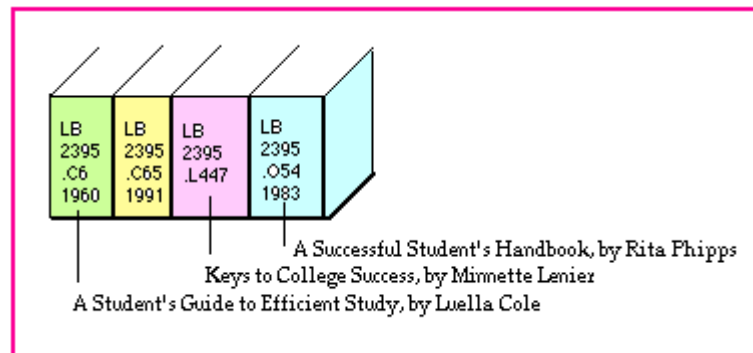 LB
2395
.C6
1960
LB
2395
.C65
1991
LB
2395
.L447
LB
2395
.O54
1983
A Successful Student's Handbook, by Rita Phipps
Keys to College Success, by Minnette Lenier
A Student's Guide to Efficient Study, by Luella Cole